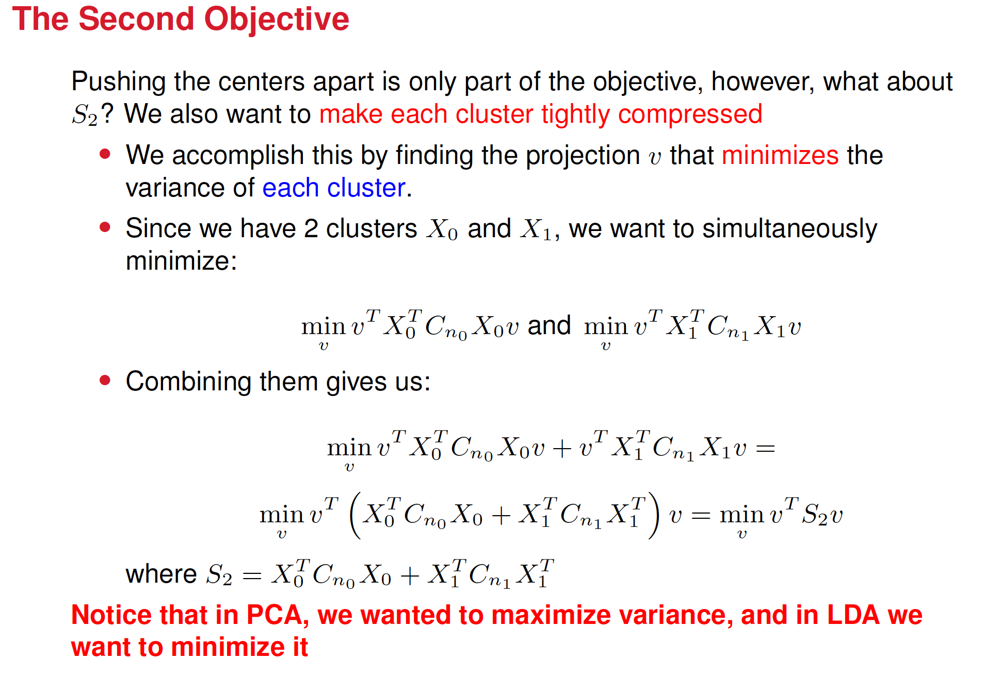 The Second Objective
Pushing the centers apart is only part of the objective, however, what about
$S_2$? We also want to make each cluster tightly compressed
• We accomplish this by finding the projection $v$ that minimizes the
variance of each cluster.
• Since we have 2 clusters $X_0$ and $X_1$, we want to simultaneously
minimize:
$\min_v v^T X_0^T C_{n_0} X_0 v$ and $\min_v v^T X_1^T C_{n_1} X_1 v$
• Combining them gives us:
$\min_v v^T X_0^T C_{n_0} X_0 v + v^T X_1^T C_{n_1} X_1 v =$
$\min_v v^T \left( X_0^T C_{n_0} X_0 + X_1^T C_{n_1} X_1^T \right) v = \min_v v^T S_2 v$
where $S_2 = X_0^T C_{n_0} X_0 + X_1^T C_{n_1} X_1^T$
Notice that in PCA, we wanted to maximize variance, and in LDA we
want to minimize it